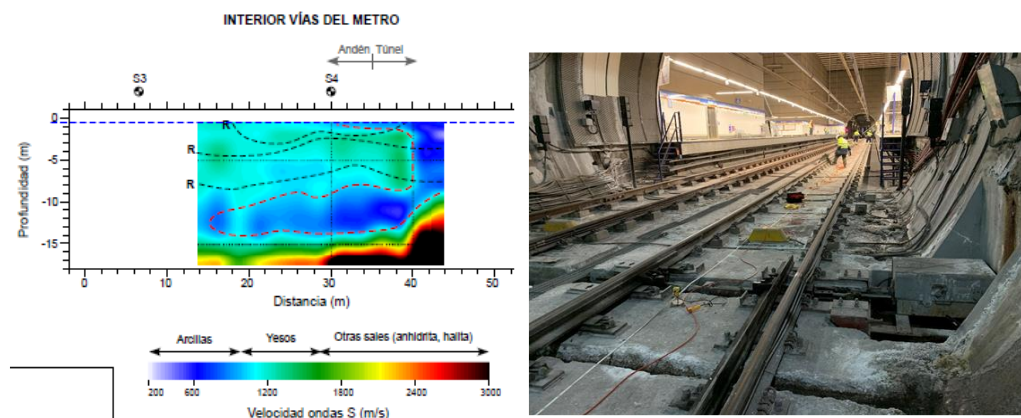 INTERIOR VÍAS DEL METRO
Andén Túnel
S3 S4
R
R
R
0
-5
-10
-15
Profundidad (m)
0 10 20 30 40 50
Distancia (m)
Arcillas Yesos Otras sales (anhidrita, halita)
200 600 1200 1800 2400 3000
Velocidad ondas S (m/s)